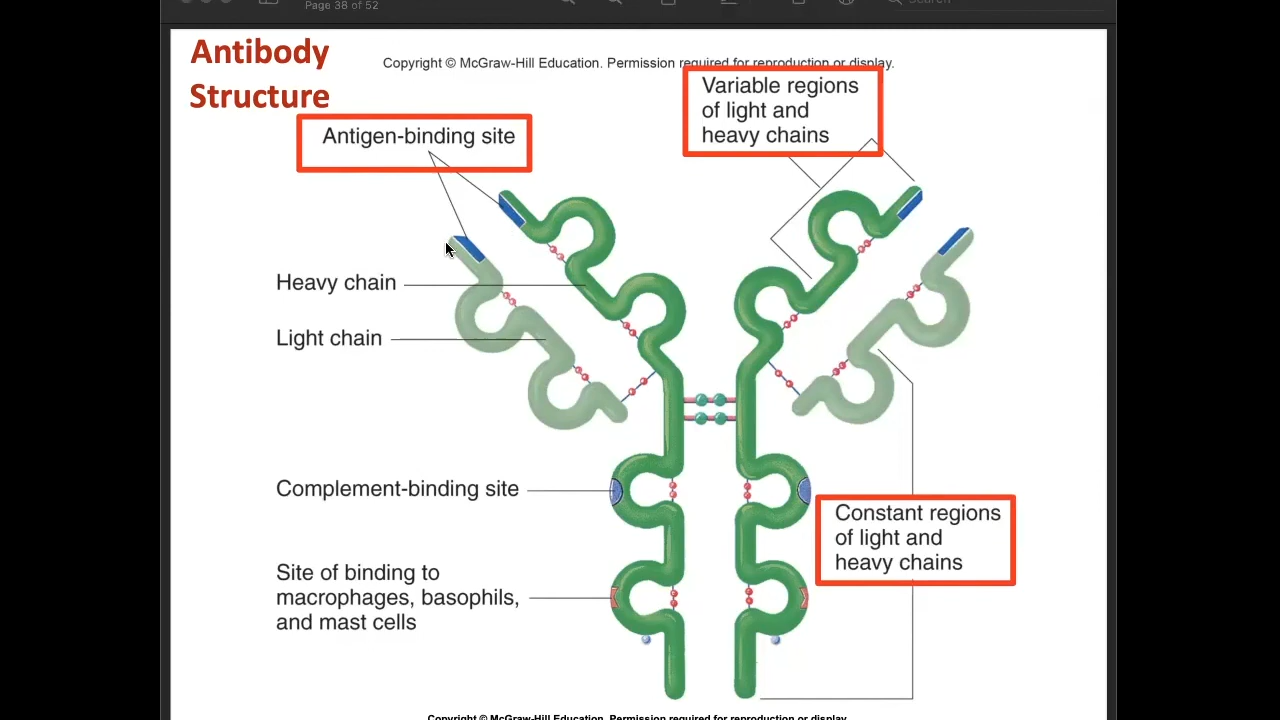 Page 38 of 52
Search
Antibody
Structure
Copyright © McGraw-Hill Education. Permission required for reproduction or display.
Antigen-binding site
Variable regions
of light and
heavy chains
Heavy chain
Light chain
Complement-binding site
Constant regions
of light and
heavy chains
Site of binding to
macrophages, basophils,
and mast cells
Copyright © McGraw-Hill Education. Permission required for reproduction or display.